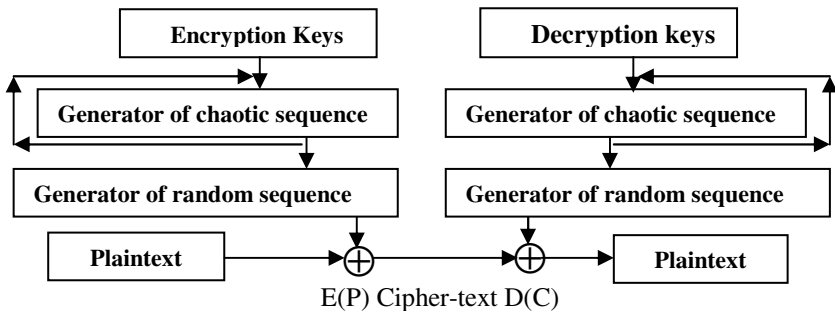 Encryption Keys
Decryption keys
Generator of chaotic sequence
Generator of chaotic sequence
Generator of random sequence
Generator of random sequence
Plaintext
Plaintext
E(P) Cipher-text D(C)